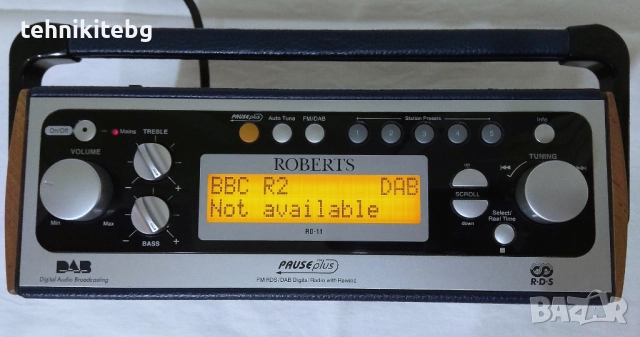 tehnikitebg
PAUSEplus Auto Tune FM/DAB Station Presets Info
On/Off Mains TREBLE 1 2 3 4 5
VOLUME TUNING
ROBERTS
up
SCROLL
down
BBC R2 DAB
Not available
Min Max
BASS
Select/
Real Time
RD-11
DAB
Digital Audio Broadcasting
PAUSEplus
FM RDS/DAB Digital Radio with Rewind
R·D·S
bazar